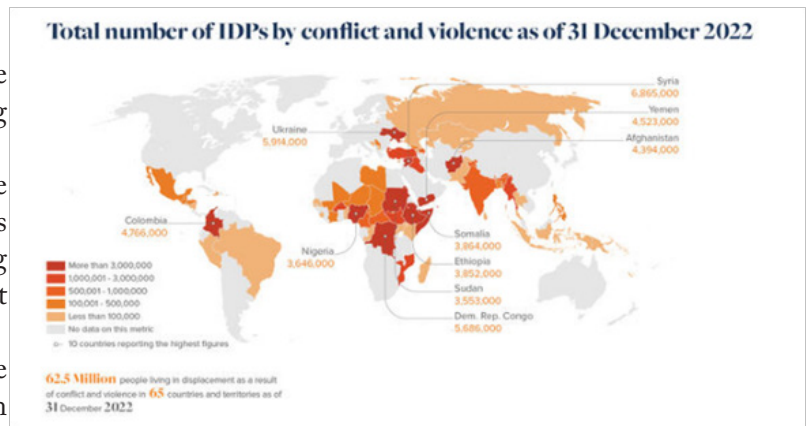 Total number of IDPs by conflict and violence as of 31 December 2022
e
g
e
s
g
t
e
n
Syria
6,865,000
Yemen
4,523,000
Afghanistan
4,394,000
Ukraine
5,914,000
Colombia
4,766,000
Nigeria
3,646,000
Somalia
3,864,000
Ethiopia
3,852,000
Sudan
3,553,000
Dem. Rep. Congo
5,686,000
More than 3,000,000
1,000,001 - 3,000,000
500,001 - 1,000,000
100,001 - 500,000
Less than 100,000
No data on this metric
10 countries reporting the highest figures
62.5 Million people living in displacement as a result
of conflict and violence in 65 countries and territories as of
31 December 2022